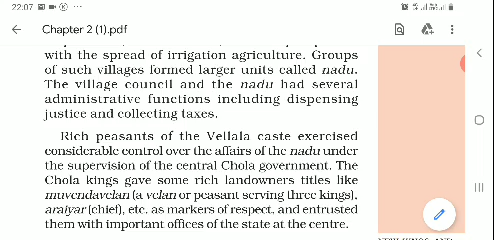 22:07
Chapter 2 (1).pdf
with the spread of irrigation agriculture. Groups
of such villages formed larger units called nadu.
The village council and the nadu had several
administrative functions including dispensing
justice and collecting taxes.
Rich peasants of the Vellala caste exercised
considerable control over the affairs of the nadu under
the supervision of the central Chola government. The
Chola kings gave some rich landowners titles like
muvendavelan (a velan or peasant serving three kings),
araiyar (chief), etc. as markers of respect, and entrusted
them with important offices of the state at the centre.